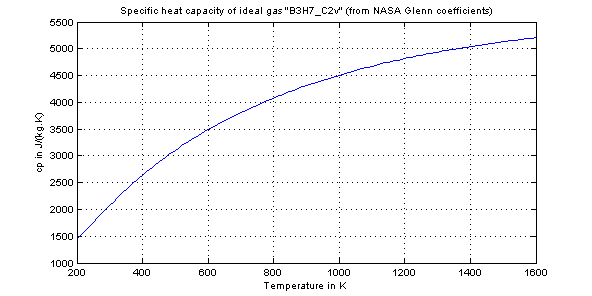 Specific heat capacity of ideal gas "B3H7_C2v" (from NASA Glenn coefficients)
5500
5000
4500
4000
3500
3000
2500
2000
1500
1000
cp in J/(kg.K)
200 400 600 800 1000 1200 1400 1600
Temperature in K